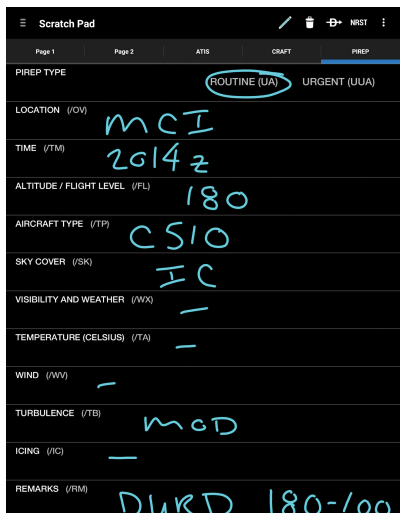 Scratch Pad NRST
Page 1 Page 2 ATIS CRAFT PIREP
PIREP TYPE ROUTINE (UA) URGENT (UUA)
LOCATION (/OV) MCI
TIME (/TM) 2014z
ALTITUDE / FLIGHT LEVEL (/FL) 180
AIRCRAFT TYPE (/TP) C510
SKY COVER (/SK) IC
VISIBILITY AND WEATHER (/WX) —
TEMPERATURE (CELSIUS) (/TA) —
WIND (/WV) –
TURBULENCE (/TB) MOD
ICING (/IC) —
REMARKS (/RM) DURD 180-100